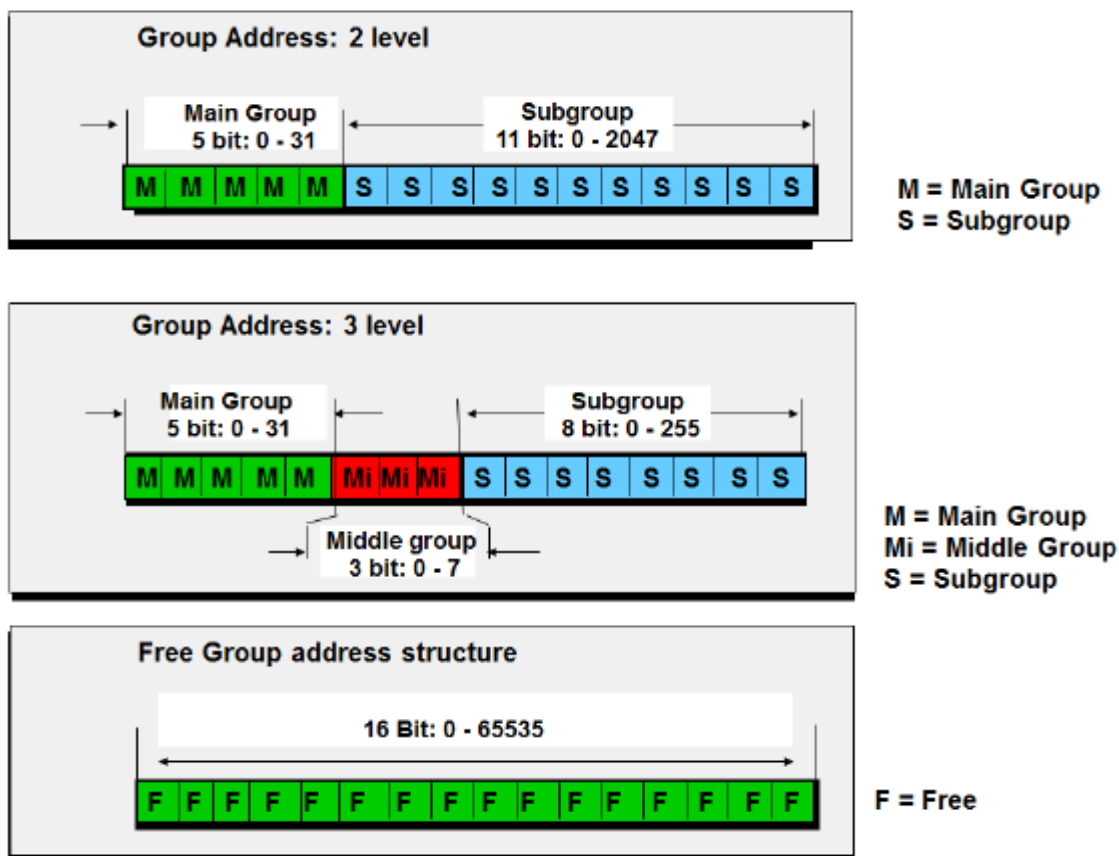 Group Address: 2 level
Main Group
5 bit: 0 - 31
Subgroup
11 bit: 0 - 2047
M M M M M S S S S S S S S S S S
M = Main Group
S = Subgroup
Group Address: 3 level
Main Group
5 bit: 0 - 31
Subgroup
8 bit: 0 - 255
M M M M M Mi Mi Mi S S S S S S S S
Middle group
3 bit: 0 - 7
M = Main Group
Mi = Middle Group
S = Subgroup
Free Group address structure
16 Bit: 0 - 65535
F F F F F F F F F F F F F F F F
F = Free